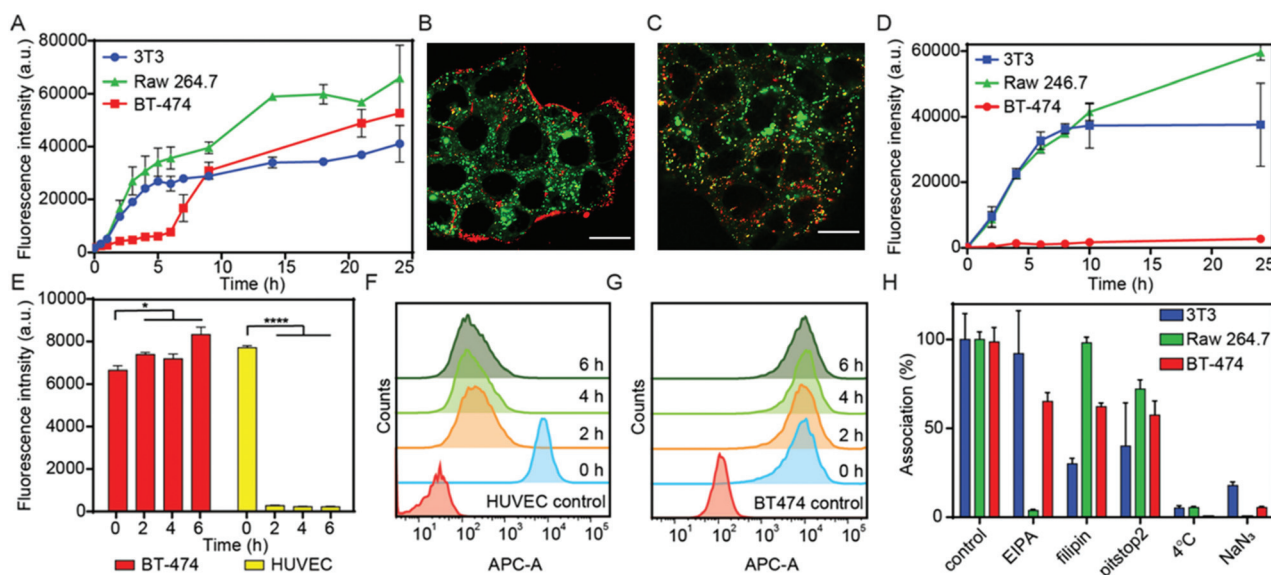 A
Fluorescence intensity (a.u.)
80000
60000
40000
20000
0
3T3
Raw 264.7
BT-474
0 5 10 15 20 25
Time (h)
B
C
D
Fluorescence inensity (a.u.)
60000
40000
20000
0
3T3
Raw 246.7
BT-474
0 5 10 15 20 25
Time (h)
E
Fluorescence intnsity (a.u.)
10000
8000
6000
4000
2000
0
*
****
0 2 4 6 0 2 4 6
Time (h)
BT-474 HUVEC
F
Counts
6 h
4 h
2 h
0 h
HUVEC control
10¹ 10² 10³ 10⁴ 10⁵
APC-A
G
Counts
6 h
4 h
2 h
0 h
BT474 control
10¹ 10² 10³ 10⁴ 10⁵
APC-A
H
Association (%)
100
50
0
3T3
Raw 264.7
BT-474
control EIPA filipin pitstop2 4°C NaN₃